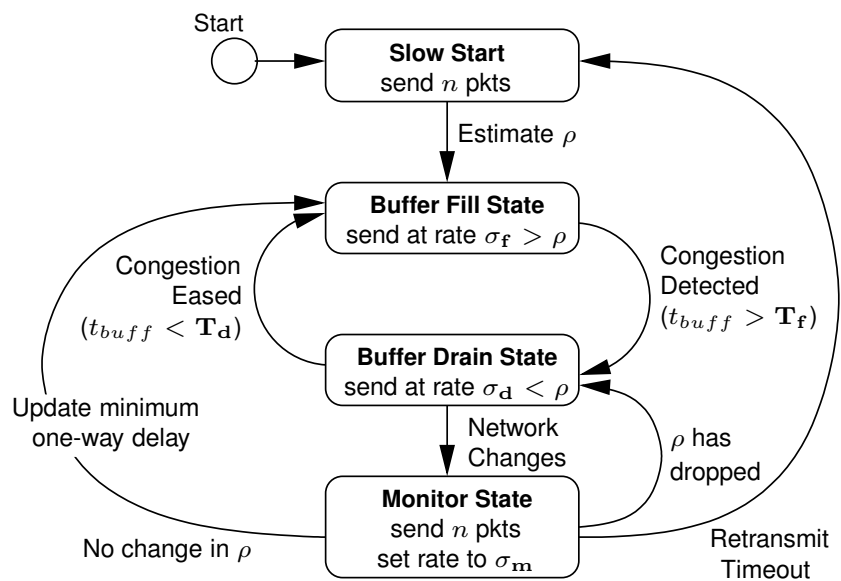 Start
Slow Start
send n pkts
Estimate ρ
Buffer Fill State
send at rate σf > ρ
Congestion
Eased
(tbuff < Td)
Congestion
Detected
(tbuff > Tf)
Buffer Drain State
send at rate σd < ρ
Update minimum
one-way delay
Network
Changes
ρ has
dropped
Monitor State
send n pkts
set rate to σm
No change in ρ
Retransmit
Timeout